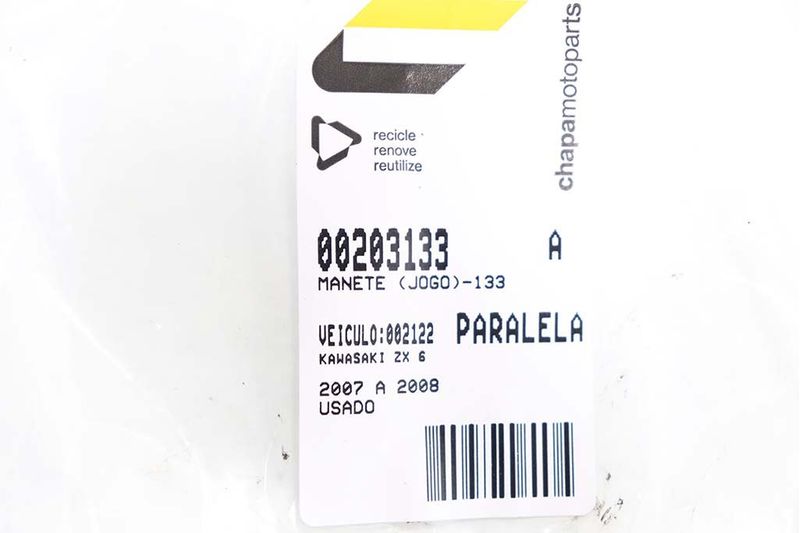 chapamotoparts
recicle
renove
reutilize
00203133 A
MANETE (JOGO)-133
VEICULO:002122 PARALELA
KAWASAKI ZX 6
2007 A 2008
USADO